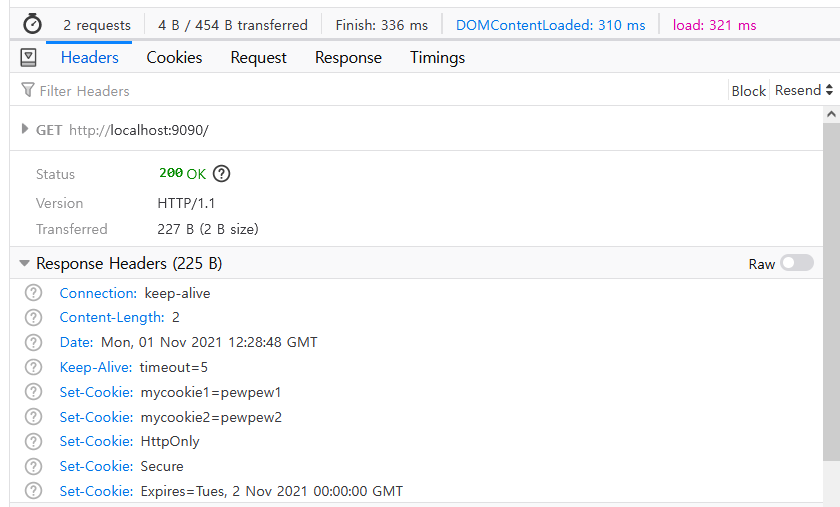 2 requests 4 B / 454 B transferred Finish: 336 ms DOMContentLoaded: 310 ms load: 321 ms
Headers Cookies Request Response Timings
Filter Headers Block Resend
GET http://localhost:9090/
Status 200 OK ?
Version HTTP/1.1
Transferred 227 B (2 B size)
Response Headers (225 B) Raw
? Connection: keep-alive
? Content-Length: 2
? Date: Mon, 01 Nov 2021 12:28:48 GMT
? Keep-Alive: timeout=5
? Set-Cookie: mycookie1=pewpew1
? Set-Cookie: mycookie2=pewpew2
? Set-Cookie: HttpOnly
? Set-Cookie: Secure
? Set-Cookie: Expires=Tues, 2 Nov 2021 00:00:00 GMT